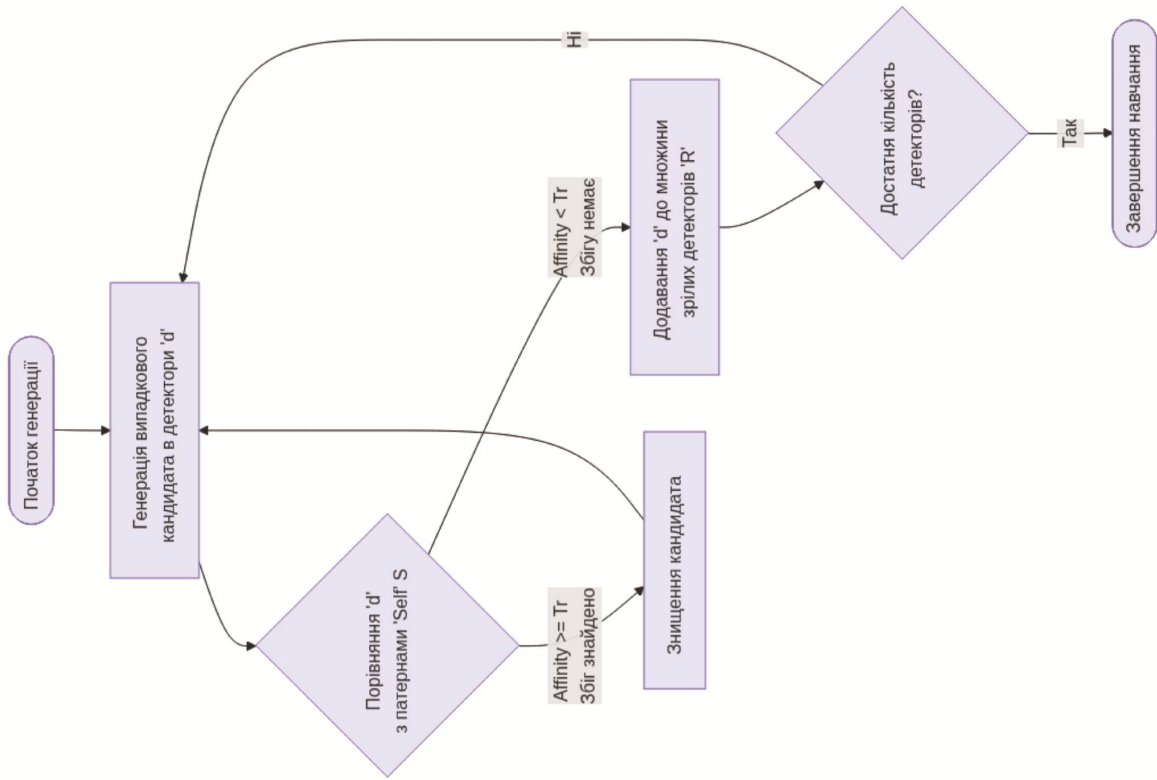 Початок генерації
Генерація випадкового
кандидата в детектори 'd'
Порівняння 'd'
з патернами 'Self' S
Affinity >= Tr
Збіг знайдено
Знищення кандидата
Affinity < Tr
Збігу немає
Додавання 'd' до множини
зрілих детекторів 'R'
Достатня кількість
детекторів?
Ні
Так
Завершення навчання